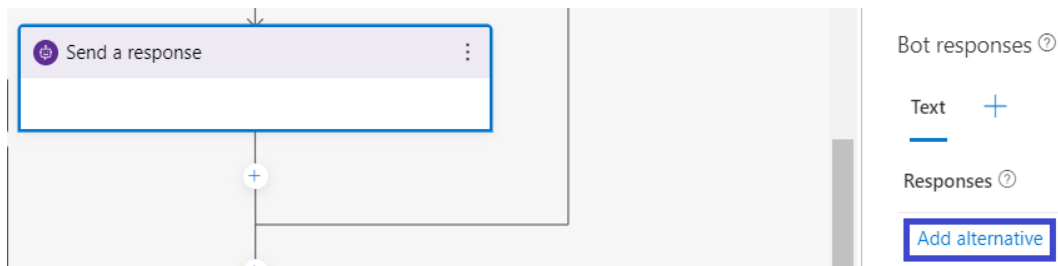 Send a response
Bot responses
Text
Responses
Add alternative